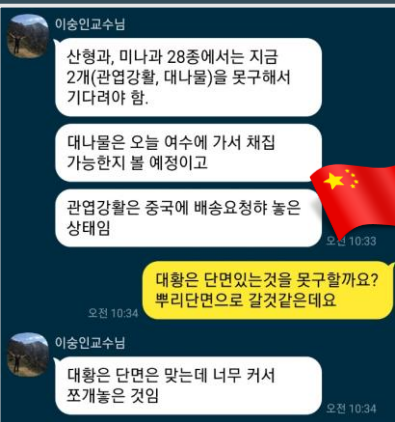 이숭인교수님
산형과, 미나과 28종에서는 지금
2개(관엽강활, 대나물)을 못구해서
기다려야 함.
대나물은 오늘 여수에 가서 채집
가능한지 볼 예정이고
관엽강활은 중국에 배송요청햐 놓은
상태임
오전 10:33
대황은 단면있는것을 못구할까요?
뿌리단면으로 갈것같은데요
오전 10:34
이숭인교수님
대황은 단면은 맞는데 너무 커서
쪼개놓은 것임
오전 10:34